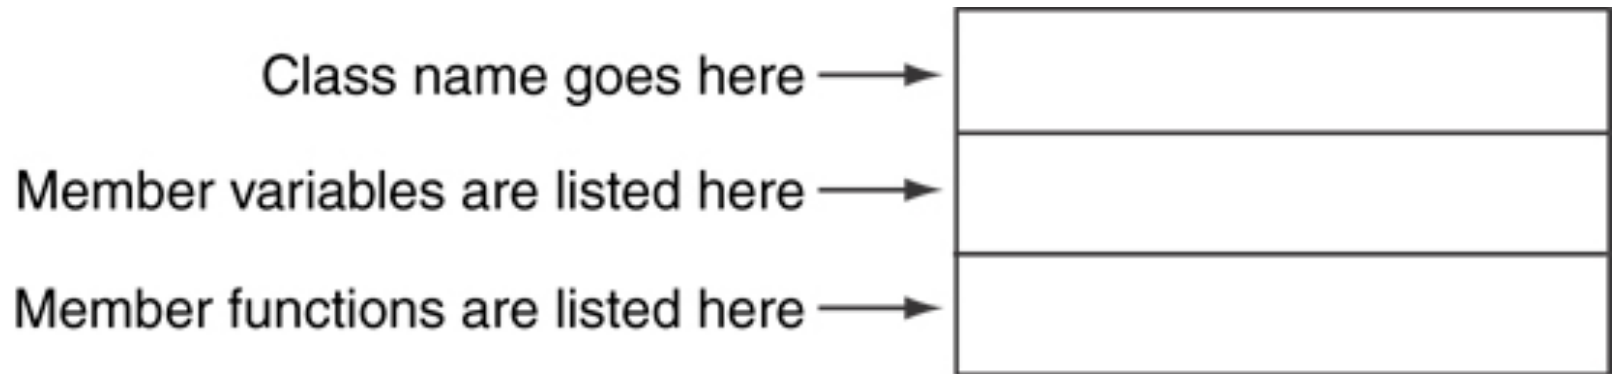 Class name goes here
Member variables are listed here
Member functions are listed here